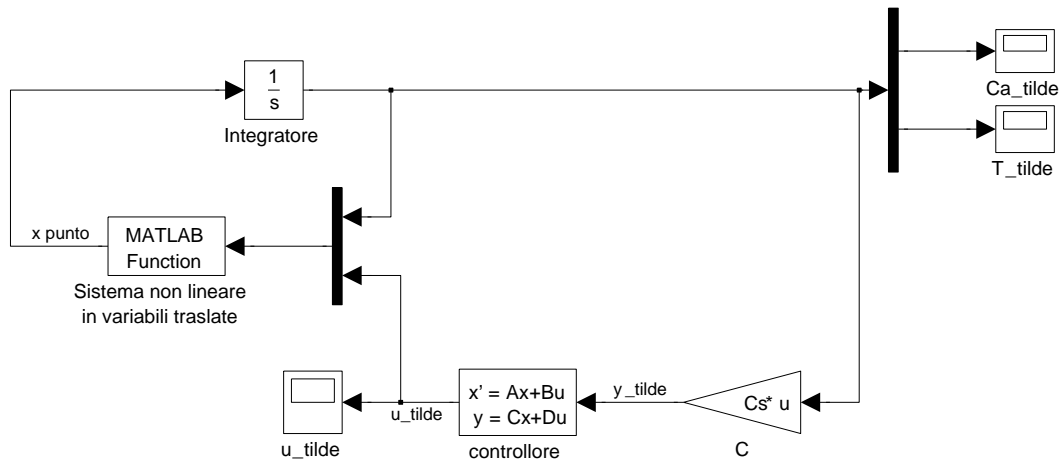 1
s
Integratore
Ca_tilde
T_tilde
x punto
MATLAB
Function
Sistema non lineare
in variabili traslate
u_tilde
u_tilde
x' = Ax+Bu
y = Cx+Du
controllore
y_tilde
Cs* u
C